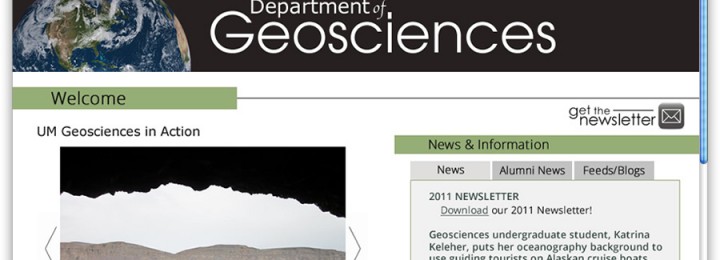 Department of
Geosciences
Welcome
get the
newsletter
UM Geosciences in Action
News & Information
News
Alumni News
Feeds/Blogs
2011 NEWSLETTER
Download our 2011 Newsletter!
Geosciences undergraduate student, Katrina
Keleher, puts her oceanography background to
use guiding tourists on Alaskan cruise boats